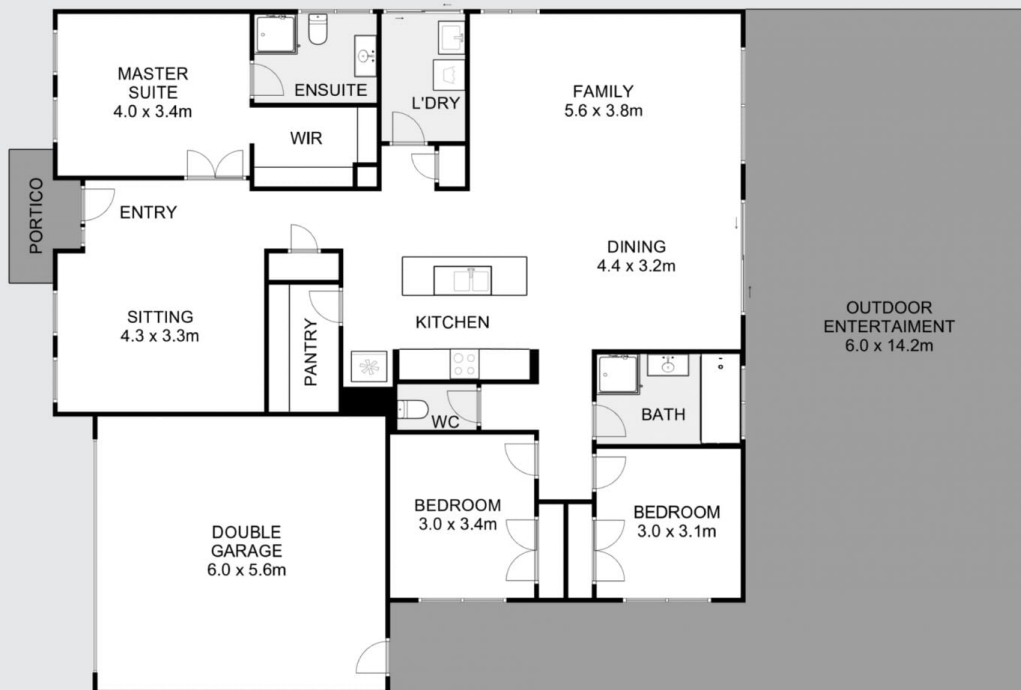 MASTER
SUITE
4.0 x 3.4m
ENSUITE
WIR
L'DRY
FAMILY
5.6 x 3.8m
PORTICO
ENTRY
SITTING
4.3 x 3.3m
PANTRY
KITCHEN
DINING
4.4 x 3.2m
OUTDOOR
ENTERTAIMENT
6.0 x 14.2m
WC
BATH
BEDROOM
3.0 x 3.4m
BEDROOM
3.0 x 3.1m
DOUBLE
GARAGE
6.0 x 5.6m